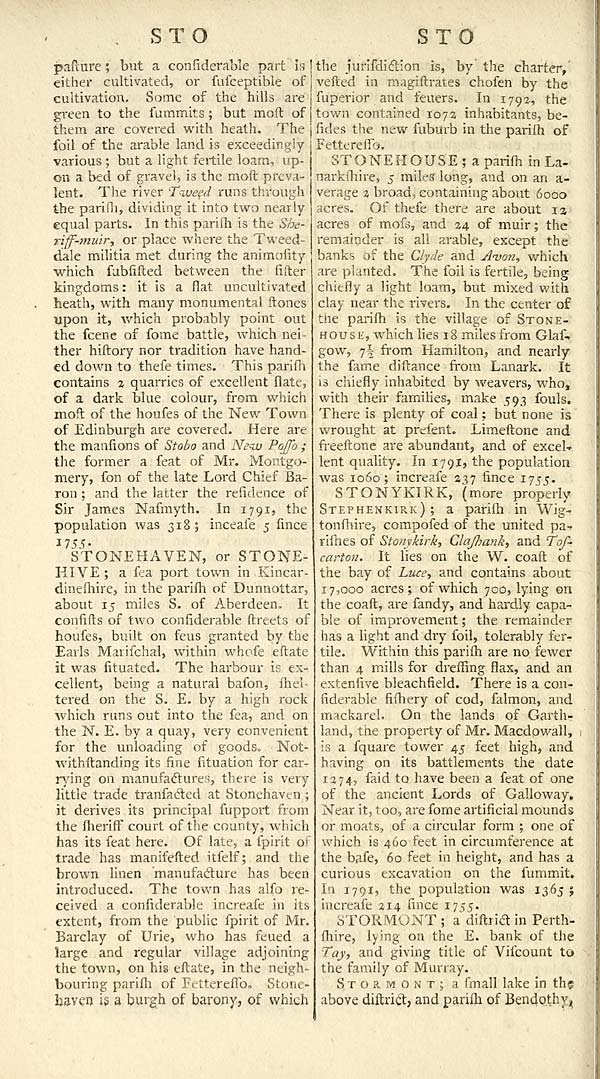 STO
STO
paſture; but a conſiderable part is
either cultivated, or ſuſceptible of
cultivation. Some of the hills are
green to the ſummits; but moſt of
them are covered with heath. The
ſoil of the arable land is exceedingly
various; but a light fertile loam, up-
on a bed of gravel, is the moſt preva-
lent. The river Tweed runs through
the pariſh, dividing it into two nearly
equal parts. In this pariſh is the She-
riff-muir, or place where the Tweed-
dale militia met during the animoſity
which ſubſiſted between the ſiſter
kingdoms: it is a flat uncultivated
heath, with many monumental ſtones
upon it, which probably point out
the ſcene of ſome battle, which nei-
ther hiſtory nor tradition have hand-
ed down to theſe times. This pariſh
contains 2 quarries of excellent ſlate,
of a dark blue colour, from which
moſt of the houſes of the New Town
of Edinburgh are covered. Here are
the manſions of Stobo and New Poſſo;
the former a ſeat of Mr. Montgo-
mery, ſon of the late Lord Chief Ba-
ron; and the latter the reſidence of
Sir James Naſmyth. In 1791, the
population was 318; inceaſe 5 ſince
1755.
STONEHAVEN, or STONE-
HIVE; a ſea port town in Kincar-
dineſhire, in the pariſh of Dunnottar,
about 15 miles S. of Aberdeen. It
conſiſts of two conſiderable ſtreets of
houſes, built on feus granted by the
Earls Mariſchal, within whoſe eſtate
it was ſituated. The harbour is ex-
cellent, being a natural baſon, ſhel-
tered on the S. E. by a high rock
which runs out into the ſea, and on
the N. E. by a quay, very convenient
for the unloading of goods. Not-
withſtanding its fine ſituation for car-
rying on manufactures, there is very
little trade tranſacted at Stonehaven;
it derives its principal ſupport from
the ſheriff court of the county, which
has its ſeat here. Of late, a ſpirit of
trade has manifeſted itſelf; and the
brown linen manufacture has been
introduced. The town has alſo re-
ceived a conſiderable increaſe in its
extent, from the public ſpirit of Mr.
Barclay of Urie, who has feued a
large and regular village adjoining
the town, on his eſtate, in the neigh-
bouring pariſh of Fettereſſo. Stone-
haven is a burgh of barony, of which
the juriſdiction is, by the charter,
veſted in magiſtrates choſen by the
ſuperior and feuers. In 1792, the
town contained 1072 inhabitants, be-
ſides the new ſuburb in the pariſh of
Fettereſſo.
STONEHOUSE; a pariſh in La-
narkſhire, 5 miles long, and on an a-
verage 2 broad, containing about 6000
acres. Of theſe there are about 12
acres of moſs, and 24 of muir; the
remainder is all arable, except the
banks of the Clyde and Avon, which
are planted. The ſoil is fertile, being
chiefly a light loam, but mixed with
clay near the rivers. In the center of
the pariſh is the village of STONE-
HOUSE, which lies 18 miles from Glaſ-
gow, 7½ from Hamilton, and nearly
the ſame diſtance from Lanark. It
is chiefly inhabited by weavers, who,
with their families, make 593 ſouls.
There is plenty of coal; but none is
wrought at preſent. Limeſtone and
freeſtone are abundant, and of excel-
lent quality. In 1791, the population
was 1060; increaſe 237 ſince 1755.
STONYKIRK, (more properly
STEPHENKIRK); a pariſh in Wig-
tonſhire, compoſed of the united pa-
riſhes of Stonykirk, Claſhank, and Toſ-
carton. It lies on the W. coaſt of
the bay of Luce, and contains about
17,000 acres; of which 700, lying on
the coaſt, are ſandy, and hardly capa-
ble of improvement; the remainder
has a light and dry ſoil, tolerably fer-
tile. Within this pariſh are no fewer
than 4 mills for dreſſing flax, and an
extenſive bleachfield. There is a con-
ſiderable fiſhery of cod, ſalmon, and
mackarel. On the lands of Garth-
land, the property of Mr. Macdowall,
is a ſquare tower 45 feet high, and
having on its battlements the date
1274, ſaid to have been a ſeat of one
of the ancient Lords of Galloway.
Near it, too, are ſome artificial mounds
or moats, of a circular form; one of
which is 460 feet in circumference at
the baſe, 60 feet in height, and has a
curious excavation on the ſummit.
In 1791, the population was 1365;
increaſe 214 ſince 1755.
STORMONT; a diſtrict in Perth-
ſhire, lying on the E. bank of the
Tay, and giving title of Viſcount to
the family of Murray.
STORMONT; a ſmall lake in the
above diſtrict, and pariſh of Bendothy,